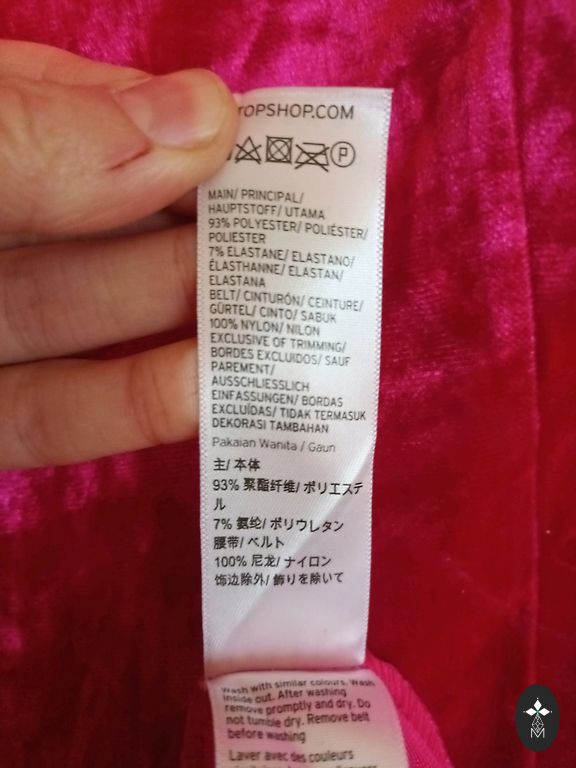 TOPSHOP.COM
P
MAIN/ PRINCIPAL/
HAUPTSTOFF/ UTAMA
93% POLYESTER/ POLIÉSTER/
POLIESTER
7% ELASTANE/ ELASTANO/
ÉLASTHANNE/ ELASTAN/
ELASTANA
BELT/ CINTURÓN/ CEINTURE/
GÜRTEL/ CINTO/ SABUK
100% NYLON/ NILON
EXCLUSIVE OF TRIMMING/
BORDES EXCLUIDOS/ SAUF
PAREMENT/
AUSSCHLIESSLICH
EINFASSUNGEN/ BORDAS
EXCLUÍDAS/ TIDAK TERMASUK
DEKORASI TAMBAHAN
Pakaian Wanita / Gaun
主/ 本体
93% 聚酯纤维/ ポリエステ
ル
7% 氨纶/ ポリウレタン
腰带/ ベルト
100% 尼龙/ ナイロン
饰边除外/ 飾りを除いて
Wash with similar colours. Wash
inside out. After washing
remove promptly and dry. Do
not tumble dry. Remove belt
before washing
Laver avec des couleurs
M